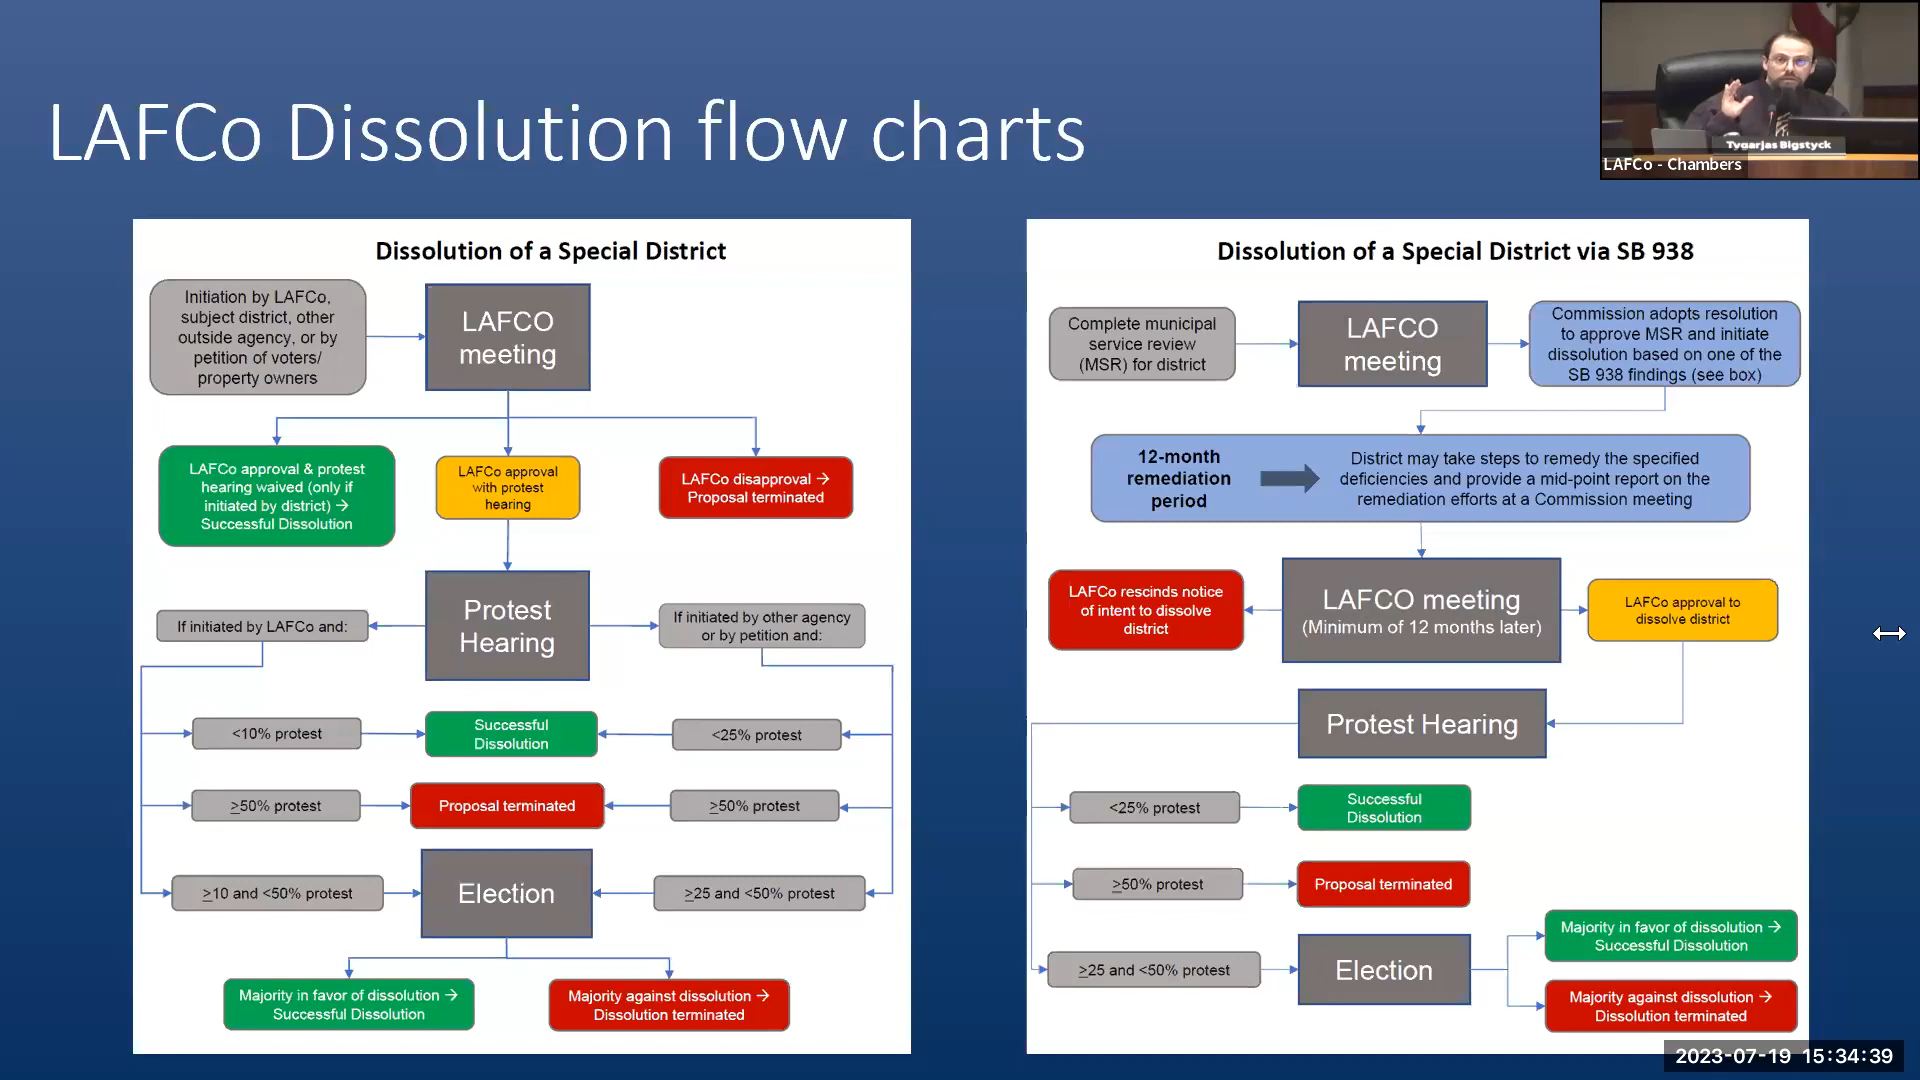 LAFCo Dissolution flow charts
Tygarjas Bigstyck
LAFCo - Chambers
Dissolution of a Special District
Initiation by LAFCo,
subject district, other
outside agency, or by
petition of voters/
property owners
LAFCO
meeting
LAFCo approval & protest
hearing waived (only if
initiated by district) →
Successful Dissolution
LAFCo approval
with protest
hearing
LAFCo disapproval →
Proposal terminated
If initiated by LAFCo and:
Protest
Hearing
If initiated by other agency
or by petition and:
<10% protest
Successful
Dissolution
<25% protest
≥50% protest
Proposal terminated
≥50% protest
≥10 and <50% protest
Election
≥25 and <50% protest
Majority in favor of dissolution →
Successful Dissolution
Majority against dissolution →
Dissolution terminated
Dissolution of a Special District via SB 938
Complete municipal
service review
(MSR) for district
LAFCO
meeting
Commission adopts resolution
to approve MSR and initiate
dissolution based on one of the
SB 938 findings (see box)
12-month
remediation
period
District may take steps to remedy the specified
deficiencies and provide a mid-point report on the
remediation efforts at a Commission meeting
LAFCo rescinds notice
of intent to dissolve
district
LAFCO meeting
(Minimum of 12 months later)
LAFCo approval to
dissolve district
Protest Hearing
<25% protest
Successful
Dissolution
≥50% protest
Proposal terminated
≥25 and <50% protest
Election
Majority in favor of dissolution →
Successful Dissolution
Majority against dissolution →
Dissolution terminated
2023-07-19 15:34:39